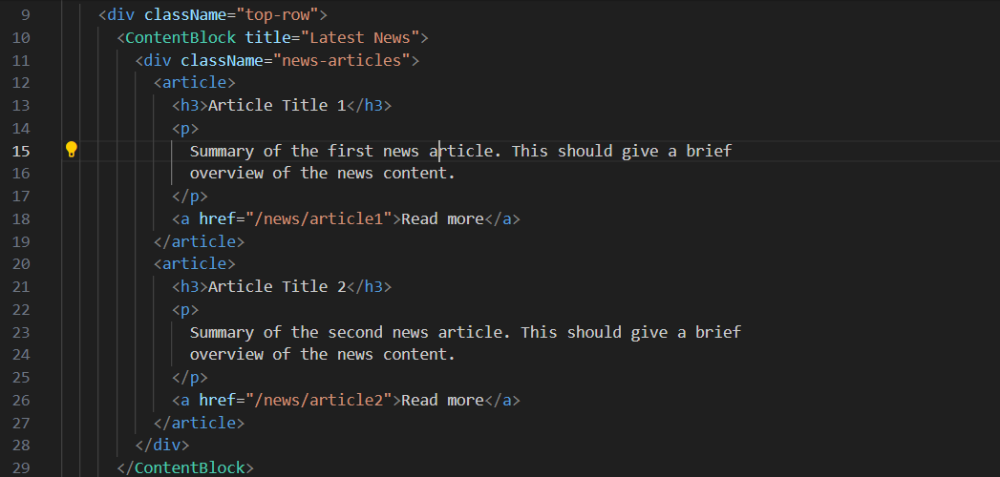 9 <div className="top-row">
10 <ContentBlock title="Latest News">
11 <div className="news-articles">
12 <article>
13 <h3>Article Title 1</h3>
14 <p>
15 Summary of the first news article. This should give a brief
16 overview of the news content.
17 </p>
18 <a href="/news/article1">Read more</a>
19 </article>
20 <article>
21 <h3>Article Title 2</h3>
22 <p>
23 Summary of the second news article. This should give a brief
24 overview of the news content.
25 </p>
26 <a href="/news/article2">Read more</a>
27 </article>
28 </div>
29 </ContentBlock>